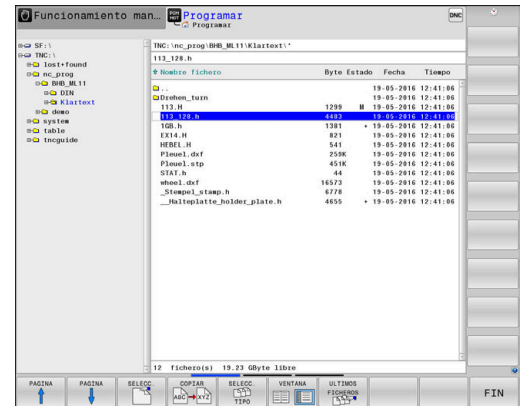 Funcionamiento man...
PGM MGT
Programar
Programar
DNC
SF:\
TNC:\
lost+found
nc_prog
BHB_ML11
DIN
Klartext
demo
system
table
tncguide
TNC:\nc_prog\BHB_ML11\Klartext\*
113_128.h
Nombre fichero Byte Estado Fecha Tiempo
.. 19-05-2016 12:41:06
Drehen_turn 19-05-2016 12:41:06
113.H 1299 M 19-05-2016 12:41:06
113_128.h 4483 19-05-2016 12:41:06
1GB.h 1381 + 19-05-2016 12:41:06
EX14.H 821 19-05-2016 12:41:06
HEBEL.H 541 19-05-2016 12:41:06
Pleuel.dxf 259K 19-05-2016 12:41:06
Pleuel.stp 451K 19-05-2016 12:41:06
STAT.h 44 19-05-2016 12:41:06
wheel.dxf 16573 19-05-2016 12:41:06
_Stempel_stamp.h 6778 19-05-2016 12:41:06
__Halteplatte_holder_plate.h 4655 + 19-05-2016 12:41:06
12 fichero(s) 19.23 GByte libre
PAGINA
PAGINA
SELECC.
COPIAR
ABC XYZ
SELECC.
TIPO
VENTANA
ULTIMOS
FICHEROS
FIN